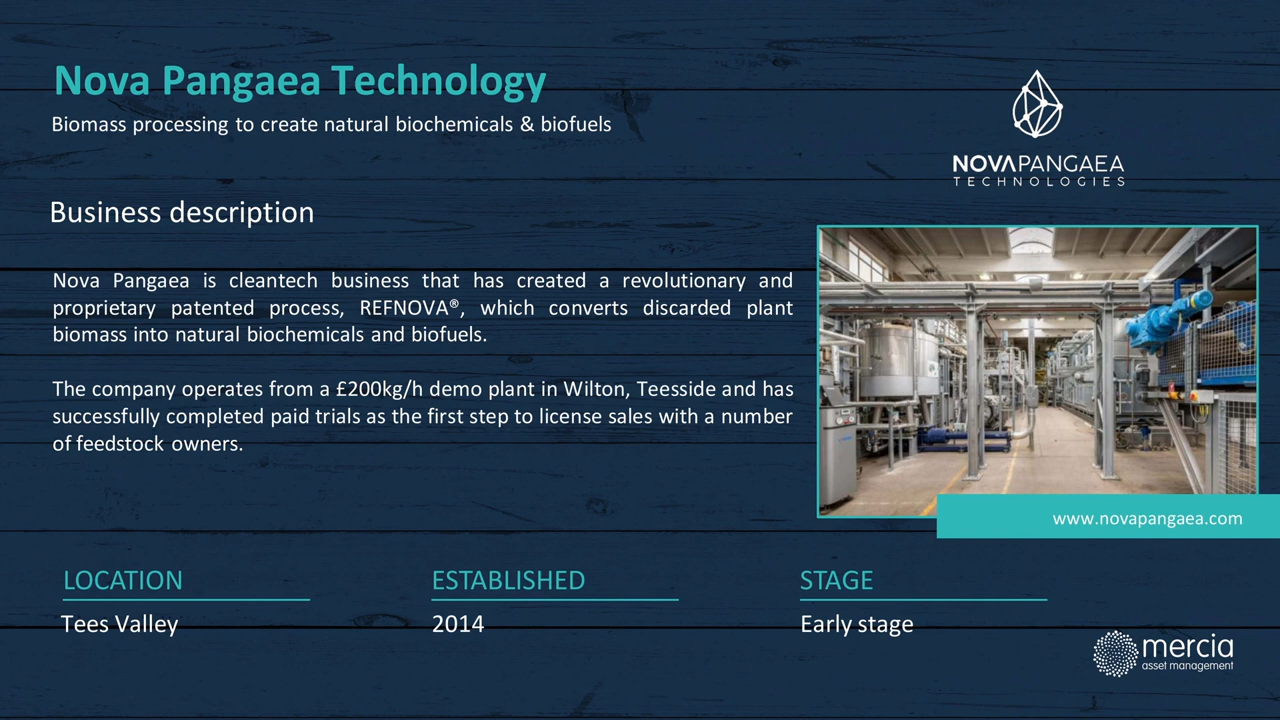 Nova Pangaea Technology
Biomass processing to create natural biochemicals & biofuels
NOVAPANGAEA
TECHNOLOGIES
Business description
Nova Pangaea is cleantech business that has created a revolutionary and
proprietary patented process, REFNOVA®, which converts discarded plant
biomass into natural biochemicals and biofuels.
The company operates from a £200kg/h demo plant in Wilton, Teesside and has
successfully completed paid trials as the first step to license sales with a number
of feedstock owners.
www.novapangaea.com
LOCATION
Tees Valley
ESTABLISHED
2014
STAGE
Early stage
mercia
asset management